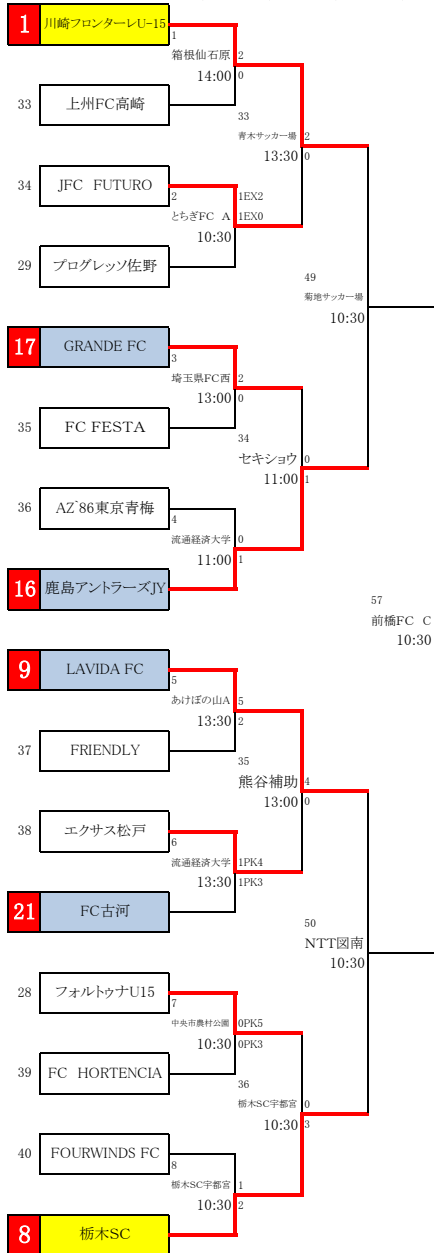 1 川崎フロンターレU-15
1
箱根仙石原 2
14:00 0
33 上州FC高崎
33
青木サッカー場 2
13:30 0
34 JFC FUTURO
2 1EX2
とちぎFC A 1EX0
10:30
29 プログレッソ佐野
49
菊地サッカー場
10:30
17 GRANDE FC
3
埼玉県FC西 2
13:00 0
35 FC FESTA
34
セキショウ 0
11:00 1
36 AZ`86東京青梅
4
流通経済大学 0
11:00 1
16 鹿島アントラーズJY
57
前橋FC C
10:30
9 LAVIDA FC
5
あけぼの山A 5
13:30 2
37 FRIENDLY
35
熊谷補助 4
13:00 0
38 エクサス松戸
6
流通経済大学 1PK4
13:30 1PK3
21 FC古河
50
NTT図南
10:30
28 フォルトゥナU15
7
中央市農村公園 0PK5
10:30 0PK3
39 FC HORTENCIA
36
栃木SC宇都宮 0
10:30 3
40 FOURWINDS FC
8
栃木SC宇都宮 1
10:30 2
8 栃木SC